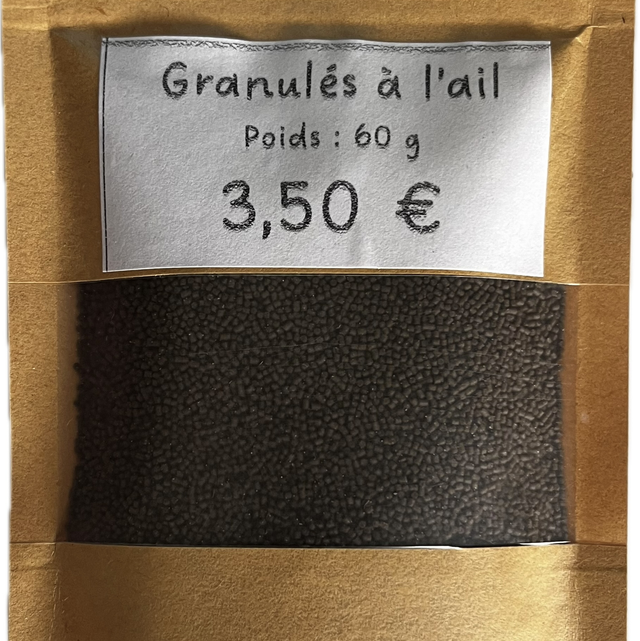 Granulés à l'ail
Poids : 60 g
3,50 €